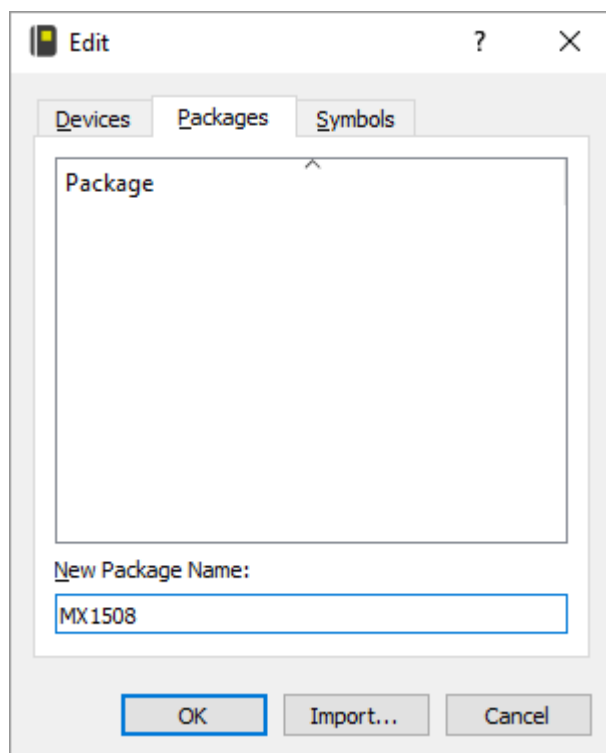 Edit
?
Devices
Packages
Symbols
Package
New Package Name:
MX1508
OK
Import...
Cancel